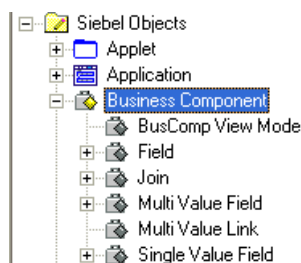 Siebel Objects
Applet
Application
Business Component
BusComp View Mode
Field
Join
Multi Value Field
Multi Value Link
Single Value Field